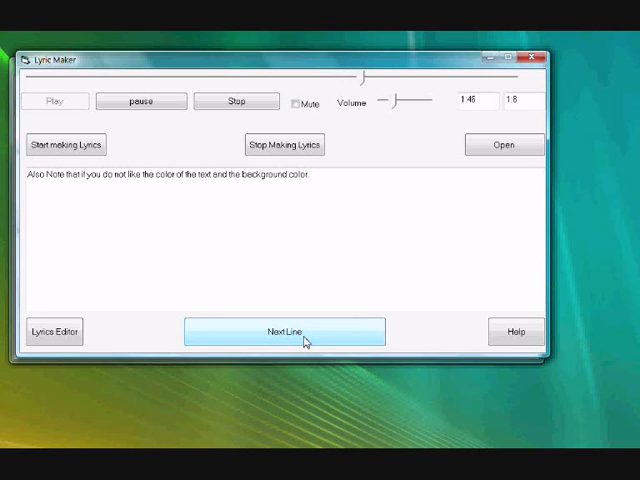 Lyric Maker
Play pause Stop Mute Volume 1:46 1:8
Start making Lyrics Stop Making Lyrics Open
Also Note that if you do not like the color of the text and the background color.
Lyrics Editor Next Line Help